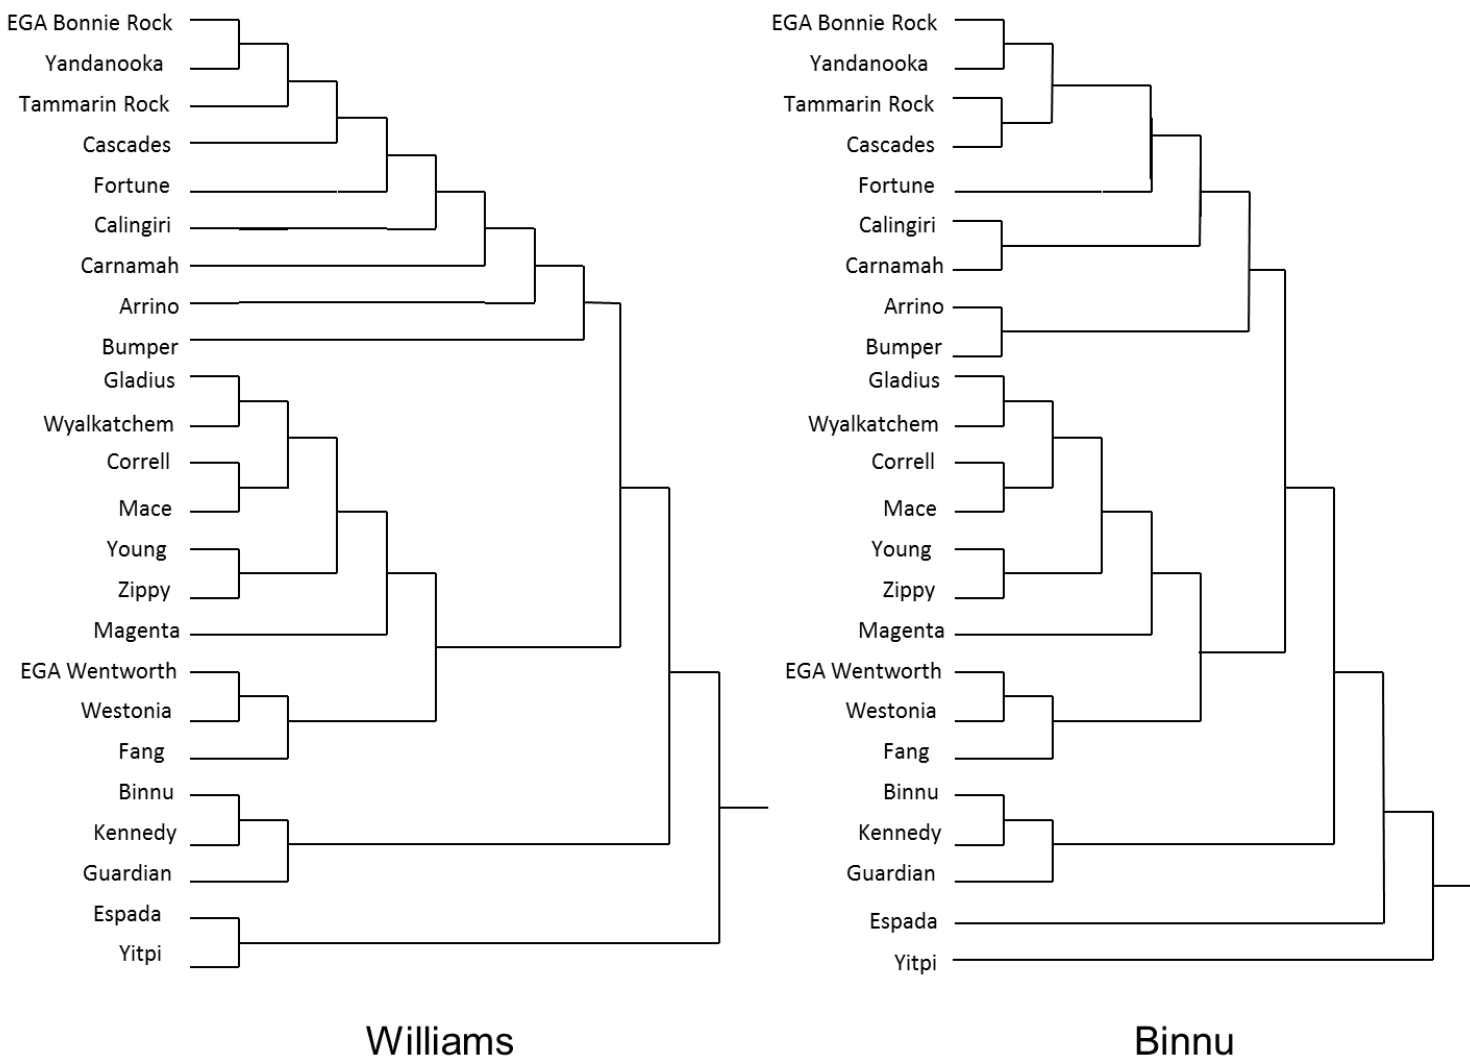 EGA Bonnie Rock
Yandanooka
Tammarin Rock
Cascades
Fortune
Calingiri
Carnamah
Arrino
Bumper
Gladius
Wyalkatchem
Correll
Mace
Young
Zippy
Magenta
EGA Wentworth
Westonia
Fang
Binnu
Kennedy
Guardian
Espada
Yitpi
Williams
EGA Bonnie Rock
Yandanooka
Tammarin Rock
Cascades
Fortune
Calingiri
Carnamah
Arrino
Bumper
Gladius
Wyalkatchem
Correll
Mace
Young
Zippy
Magenta
EGA Wentworth
Westonia
Fang
Binnu
Kennedy
Guardian
Espada
Yitpi
Binnu